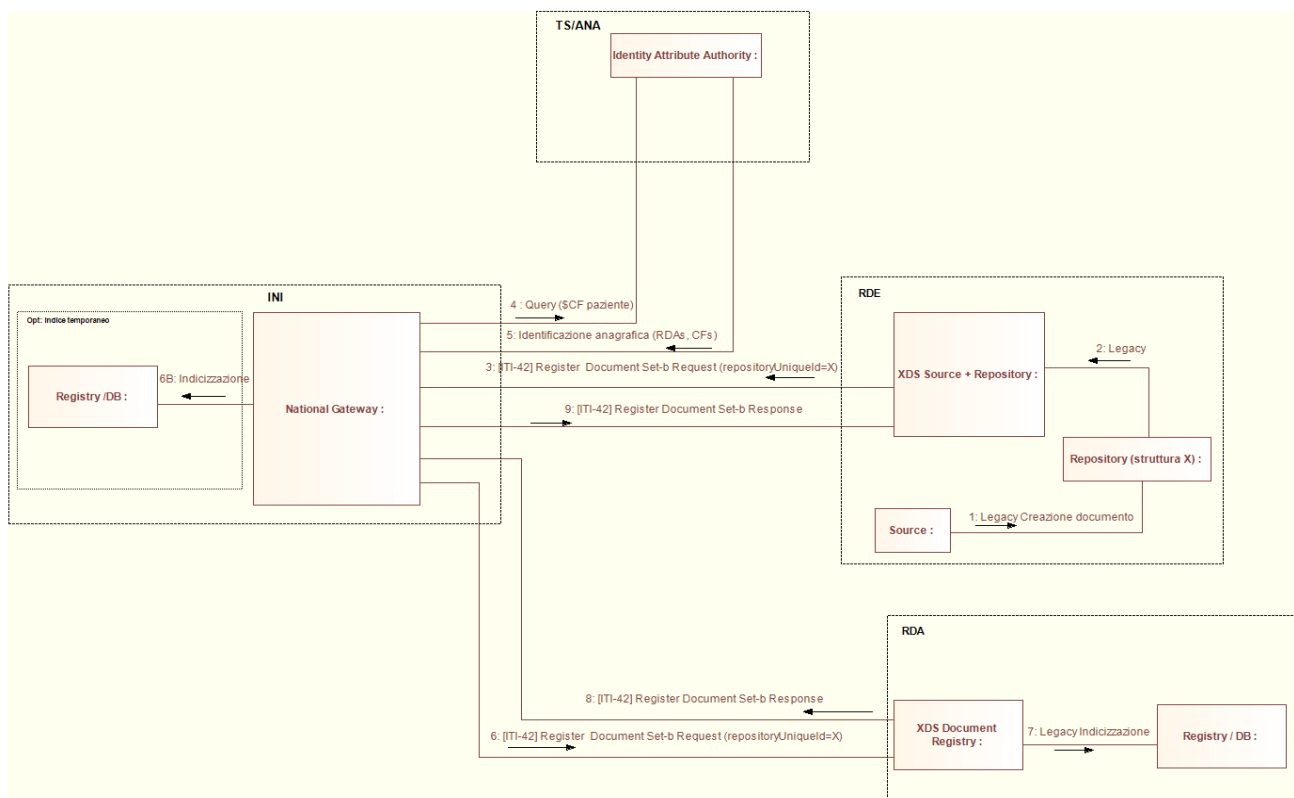 TS/ANA
Identity Attribute Authority :
INI
Opt: Indice temporaneo
Registry /DB :
6B: Indicizzazione
National Gateway :
4 : Query ($CF paziente)
5: Identificazione anagrafica (RDAs, CFs)
3: [ITI-42] Register Document Set-b Request (repositoryUniqueId=X)
9: [ITI-42] Register Document Set-b Response
RDE
XDS Source + Repository :
2: Legacy
Repository (struttura X) :
Source :
1: Legacy Creazione documento
RDA
8: [ITI-42] Register Document Set-b Response
6: [ITI-42] Register Document Set-b Request (repositoryUniqueId=X)
XDS Document
Registry :
7: Legacy Indicizzazione
Registry / DB :